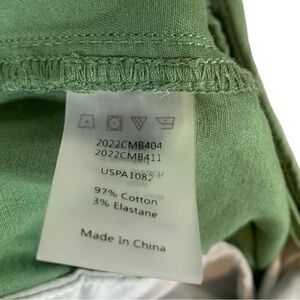 2022CMB404
2022CMB411
USPA1082
97% Cotton
3% Elastane
Made In China